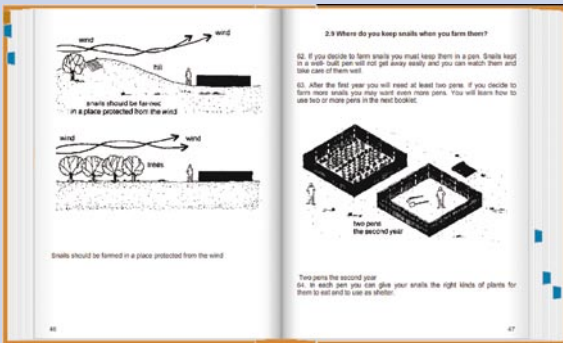 wind
wind
hill
snails should be farmed
in a place protected from the wind
wind
wind
trees
Snails should be farmed in a place protected from the wind
46
2.9 Where do you keep snails when you farm them?
62. If you decide to farm snails you must keep them in a pen. Snails kept
in a well- built pen will not get away easily and you can watch them and
take care of them well.
63. After the first year you will need at least two pens. If you decide to
farm more snails you may want even more pens. You will learn how to
use two or more pens in the next booklet.
two pens
the second year
Two pens the second year
64. In each pen you can give your snails the right kinds of plants for
them to eat and to use as shelter.
47